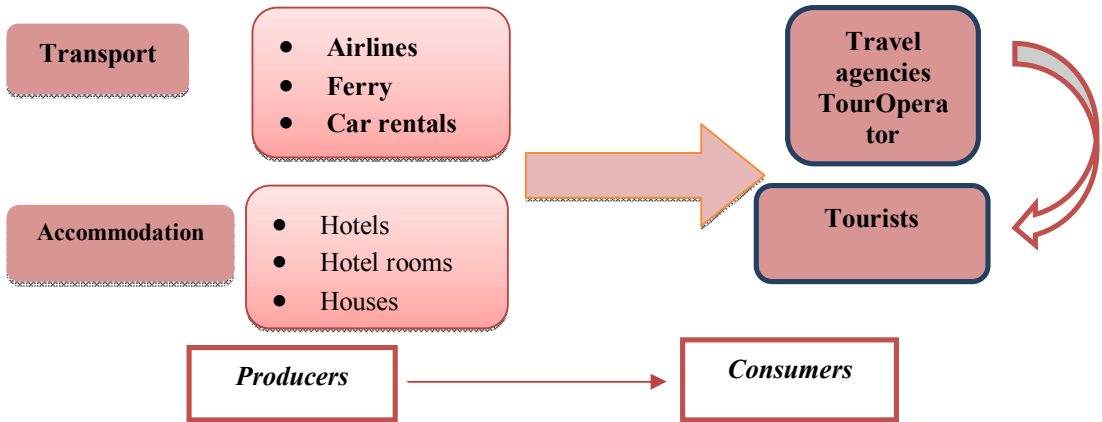 Transport
• Airlines
• Ferry
• Car rentals
Travel
agencies
TourOpera
tor
Accommodation
• Hotels
• Hotel rooms
• Houses
Tourists
Producers
Consumers